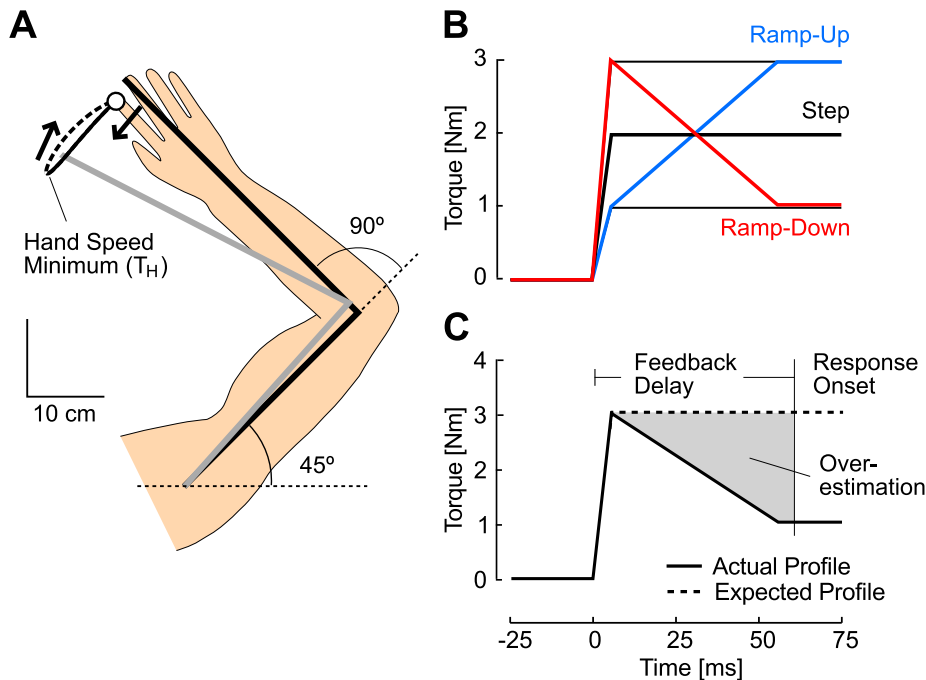 A
90º
Hand Speed
Minimum (TH)
10 cm
45º
B
Ramp-Up
3
Step
2
Torque [Nm]
1
Ramp-Down
0
C
4
Feedback
Delay
Response
Onset
3
Torque [Nm]
2
Over-
estimation
1
Actual Profile
0
Expected Profile
-25 0 25 50 75
Time [ms]